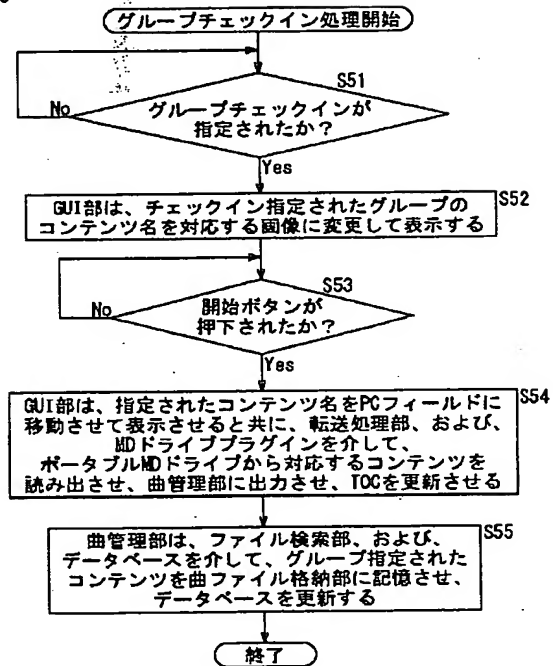 グループチェックイン処理開始
S51
グループチェックインが
指定されたか?
No
Yes
S52
GUI部は、チェックイン指定されたグループの
コンテンツ名を対応する画像に変更して表示する
S53
開始ボタンが
押下されたか?
No
Yes
S54
GUI部は、指定されたコンテンツ名をPCフィールドに
移動させて表示させると共に、転送処理部、および、
MDドライブプラグインを介して、
ポータブルMDドライブから対応するコンテンツを
読み出させ、曲管理部に出力させ、TOCを更新させる
S55
曲管理部は、ファイル検索部、および、
データベースを介して、グループ指定された
コンテンツを曲ファイル格納部に記憶させ、
データベースを更新する
終了